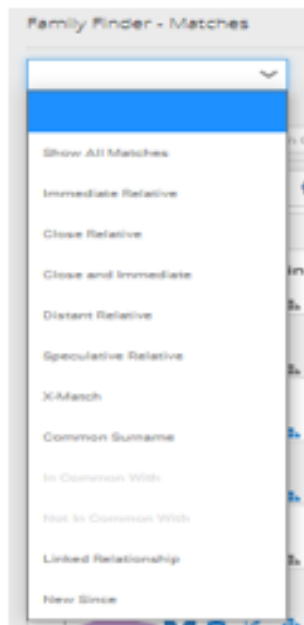 Family Finder - Matches
Show All Matches
Immediate Relative
Close Relative
Close and Immediate
Distant Relative
Speculative Relative
X-Match
Common Surname
In Common With
Not In Common With
Linked Relationship
New Since